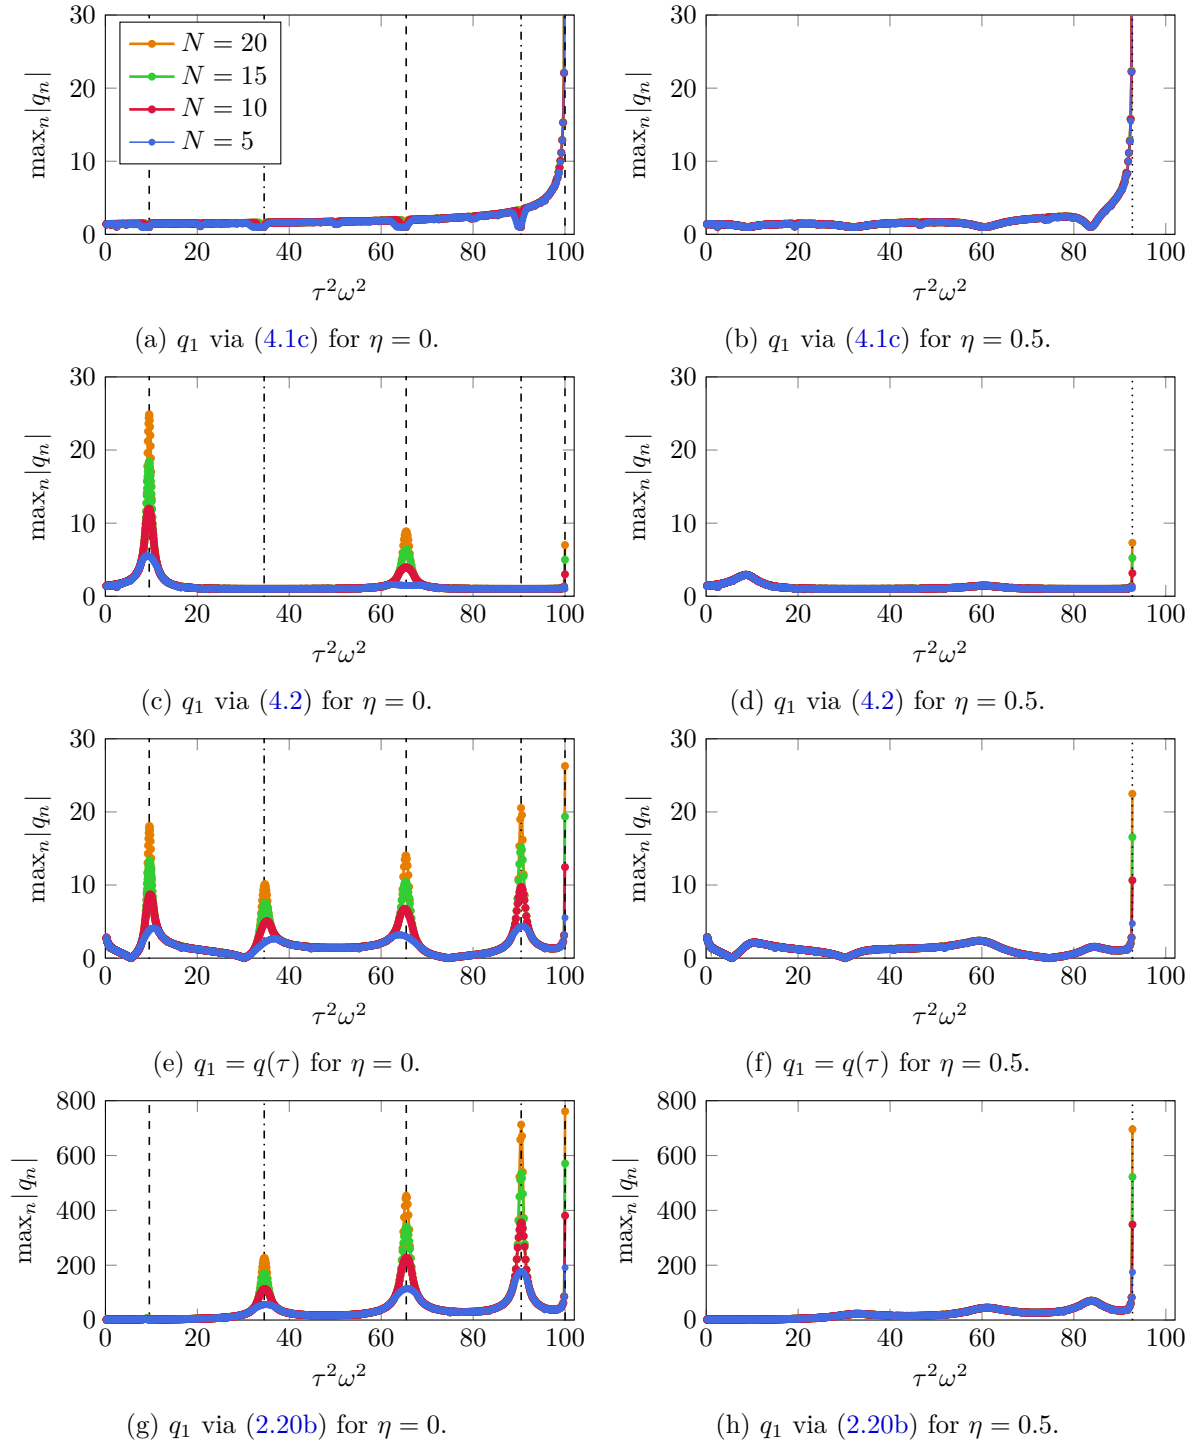 30
20
10
0
max_n|q_n|
0 20 40 60 80 100
τ²ω²
N = 20
N = 15
N = 10
N = 5
(a) q₁ via (4.1c) for η = 0.
30
20
10
0
max_n|q_n|
0 20 40 60 80 100
τ²ω²
(b) q₁ via (4.1c) for η = 0.5.
30
20
10
0
max_n|q_n|
0 20 40 60 80 100
τ²ω²
(c) q₁ via (4.2) for η = 0.
30
20
10
0
max_n|q_n|
0 20 40 60 80 100
τ²ω²
(d) q₁ via (4.2) for η = 0.5.
30
20
10
0
max_n|q_n|
0 20 40 60 80 100
τ²ω²
(e) q₁ = q(τ) for η = 0.
30
20
10
0
max_n|q_n|
0 20 40 60 80 100
τ²ω²
(f) q₁ = q(τ) for η = 0.5.
800
600
400
200
0
max_n|q_n|
0 20 40 60 80 100
τ²ω²
(g) q₁ via (2.20b) for η = 0.
800
600
400
200
0
max_n|q_n|
0 20 40 60 80 100
τ²ω²
(h) q₁ via (2.20b) for η = 0.5.